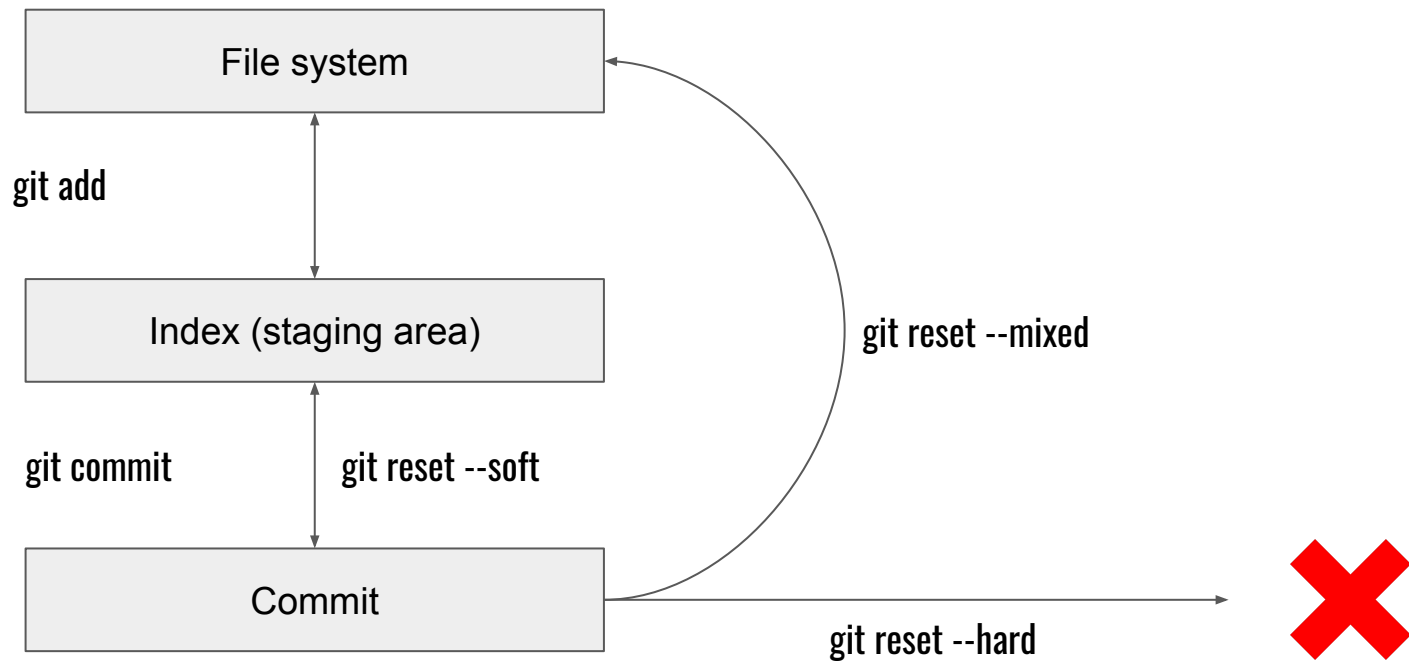 File system
git add
Index (staging area)
git reset --mixed
git commit
git reset --soft
Commit
git reset --hard